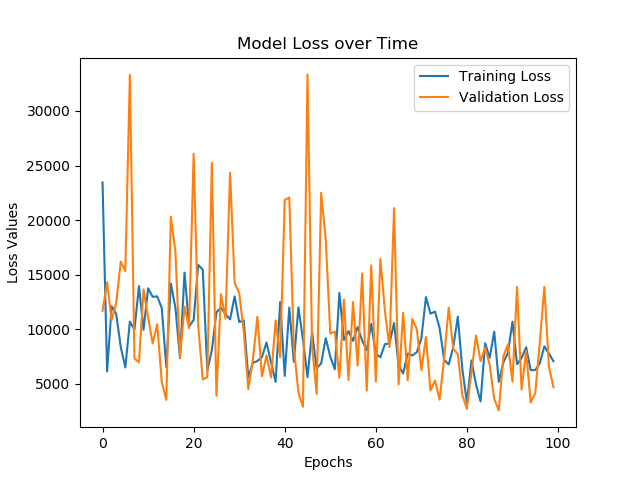 Model Loss over Time
Training Loss
Validation Loss
30000
25000
20000
15000
10000
5000
Loss Values
0 20 40 60 80 100
Epochs